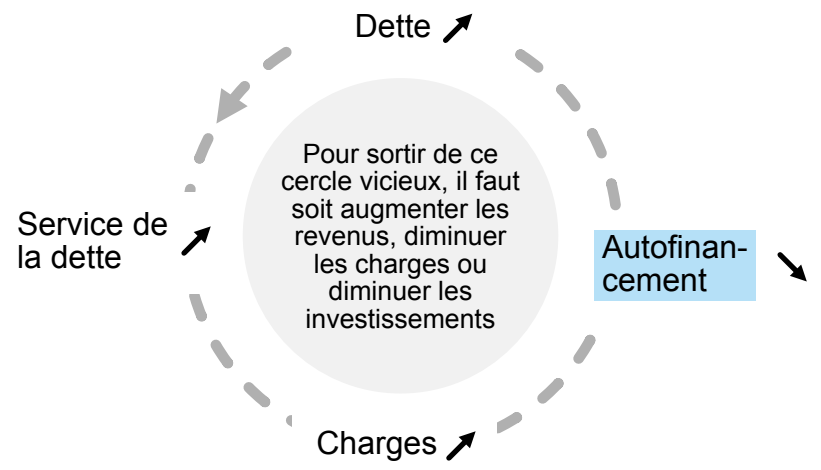 Dette
Pour sortir de ce
cercle vicieux, il faut
soit augmenter les
revenus, diminuer
les charges ou
diminuer les
investissements
Service de
la dette
Autofinan-
cement
Charges